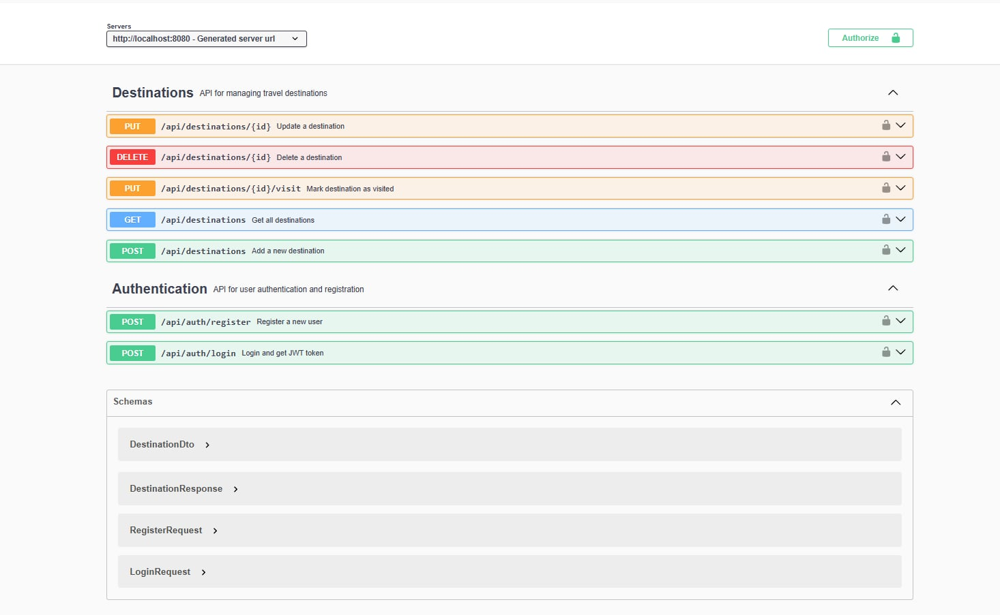 Servers
http://localhost:8080 - Generated server url
Authorize
Destinations API for managing travel destinations
PUT /api/destinations/{id} Update a destination
DELETE /api/destinations/{id} Delete a destination
PUT /api/destinations/{id}/visit Mark destination as visited
GET /api/destinations Get all destinations
POST /api/destinations Add a new destination
Authentication API for user authentication and registration
POST /api/auth/register Register a new user
POST /api/auth/login Login and get JWT token
Schemas
DestinationDto
DestinationResponse
RegisterRequest
LoginRequest